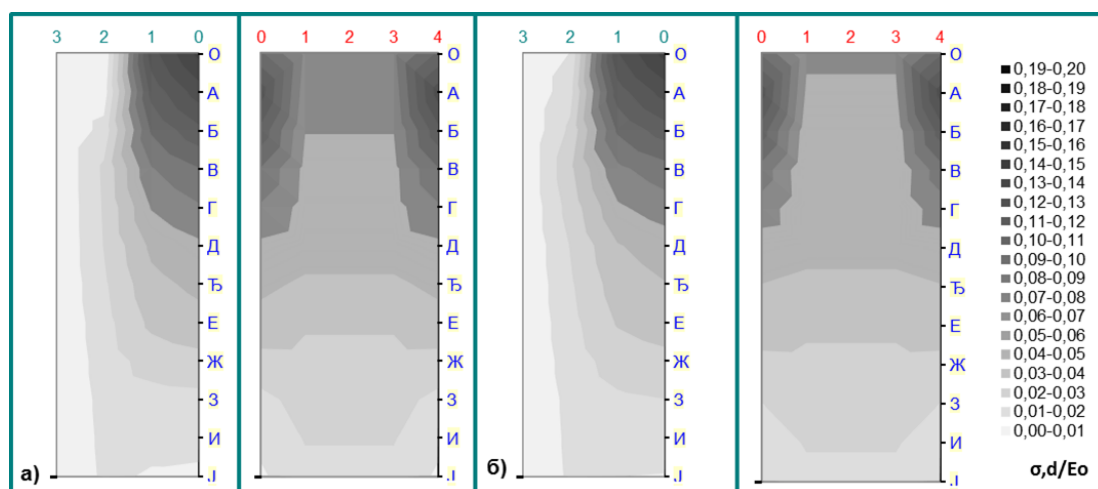 3 2 1 0
0 1 2 3 4
3 2 1 0
0 1 2 3 4
О
А
Б
В
Г
Д
Ђ
Е
Ж
З
И
Ј
О
А
Б
В
Г
Д
Ђ
Е
Ж
З
И
Ј
О
А
Б
В
Г
Д
Ђ
Е
Ж
З
И
Ј
О
А
Б
В
Г
Д
Ђ
Е
Ж
З
И
Ј
а)
б)
0,19-0,20
0,18-0,19
0,17-0,18
0,16-0,17
0,15-0,16
0,14-0,15
0,13-0,14
0,12-0,13
0,11-0,12
0,10-0,11
0,09-0,10
0,08-0,09
0,07-0,08
0,06-0,07
0,05-0,06
0,04-0,05
0,03-0,04
0,02-0,03
0,01-0,02
0,00-0,01
σ,d/Eo